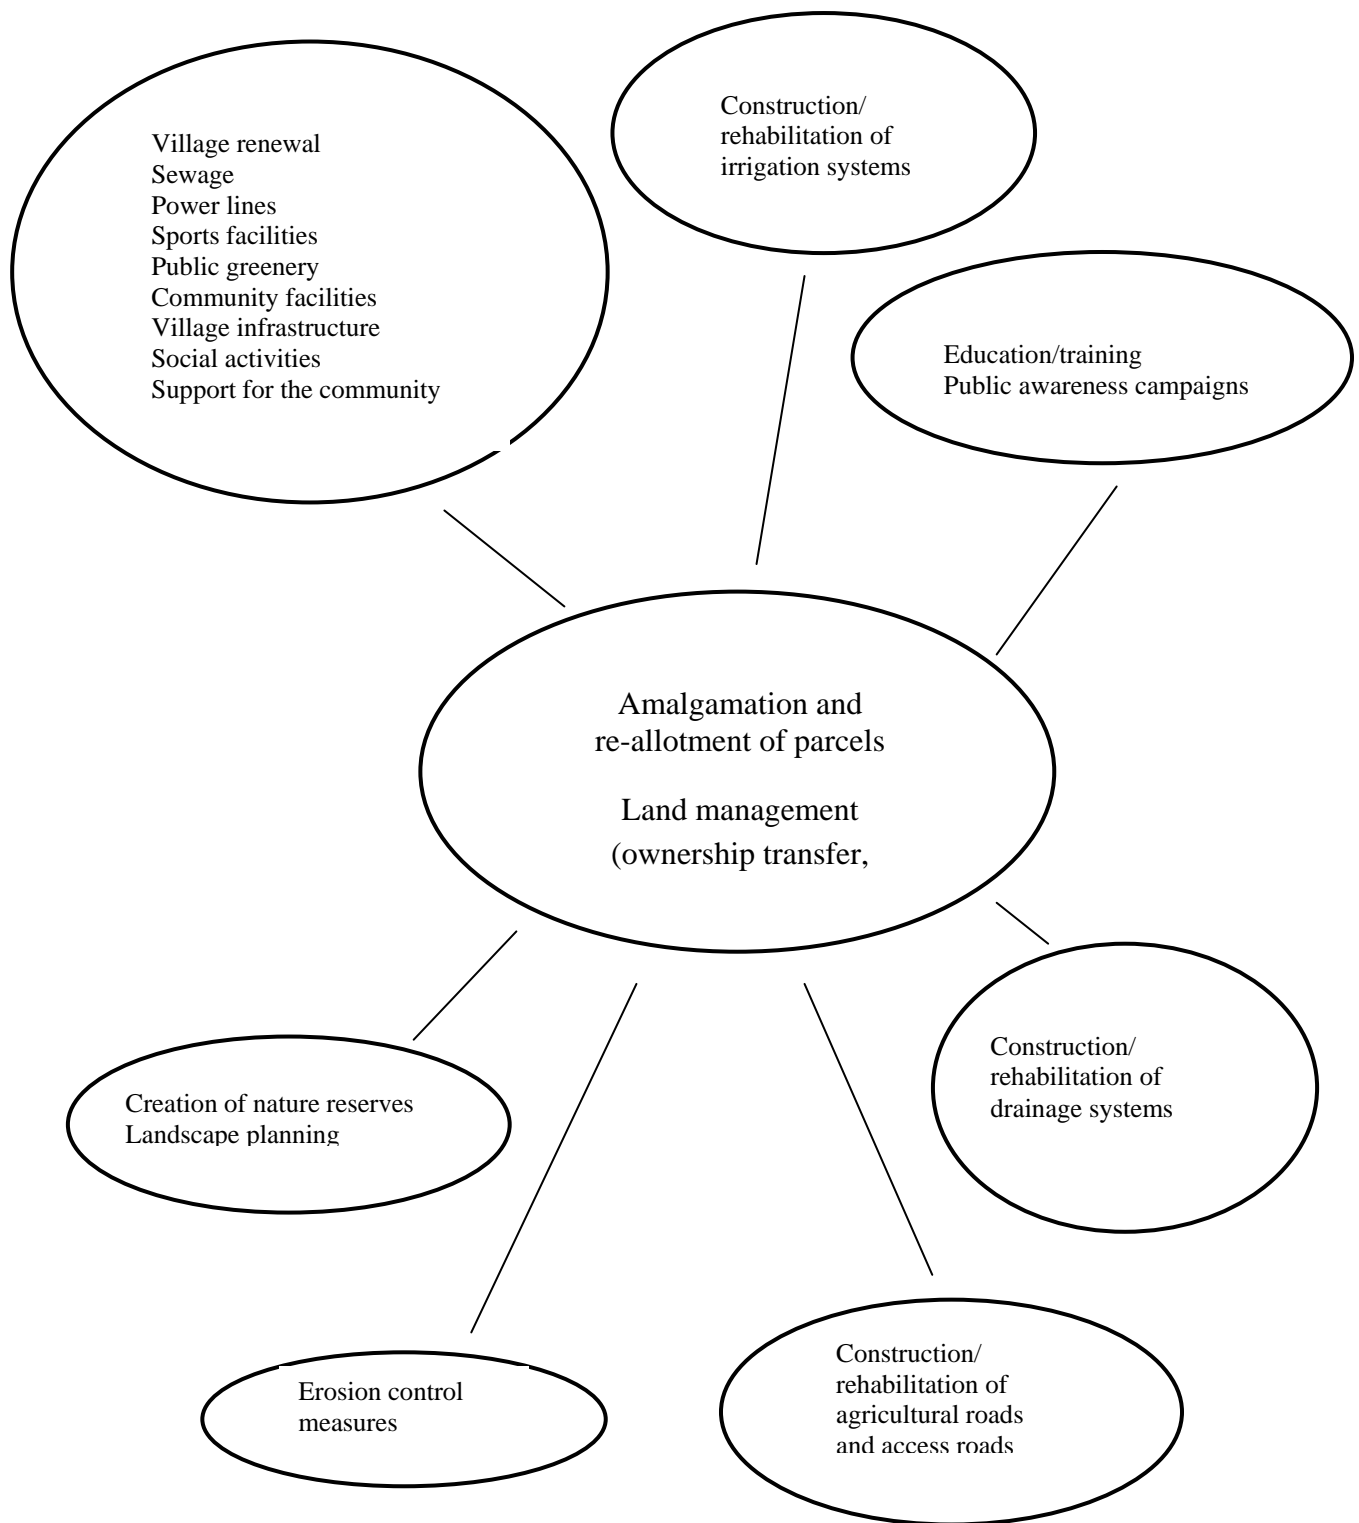 Village renewal
Sewage
Power lines
Sports facilities
Public greenery
Community facilities
Village infrastructure
Social activities
Support for the community
Construction/
rehabilitation of
irrigation systems
Education/training
Public awareness campaigns
Amalgamation and
re-allotment of parcels
Land management
(ownership transfer,
Creation of nature reserves
Landscape planning
Construction/
rehabilitation of
drainage systems
Erosion control
measures
Construction/
rehabilitation of
agricultural roads
and access roads